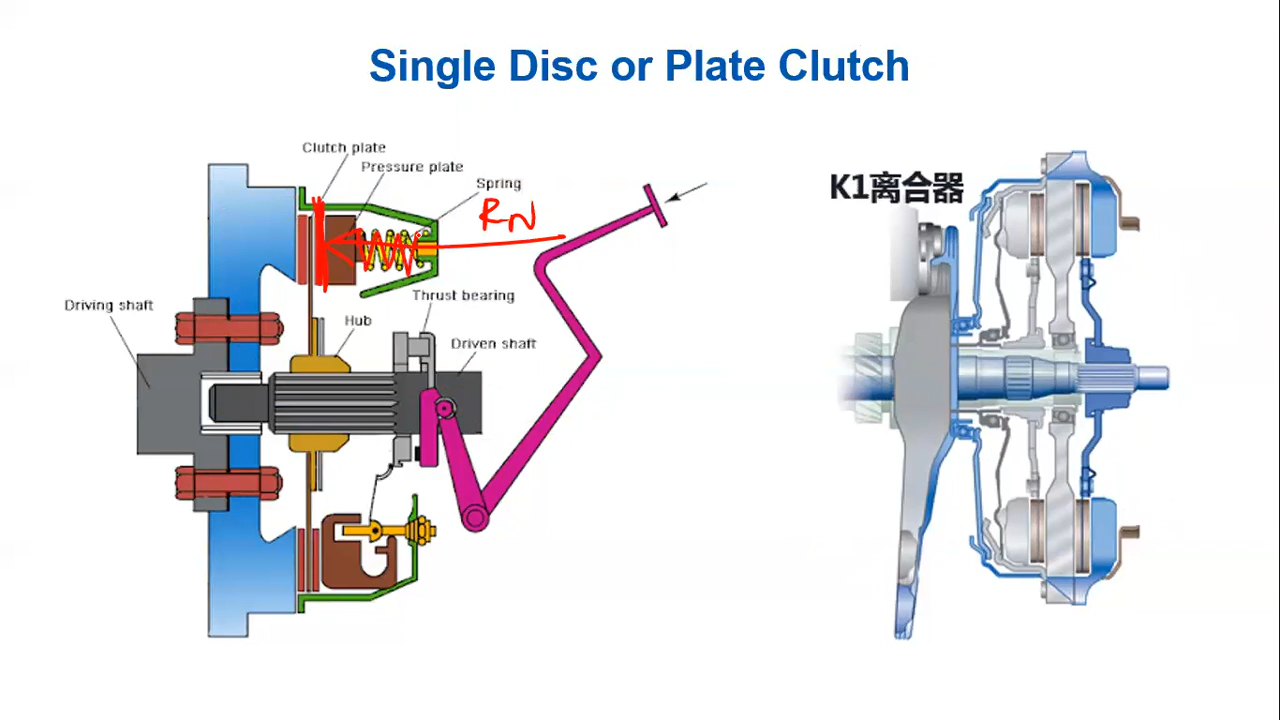 Single Disc or Plate Clutch
Clutch plate
Pressure plate
Spring
RN
Thrust bearing
Driving shaft
Hub
Driven shaft
K1离合器